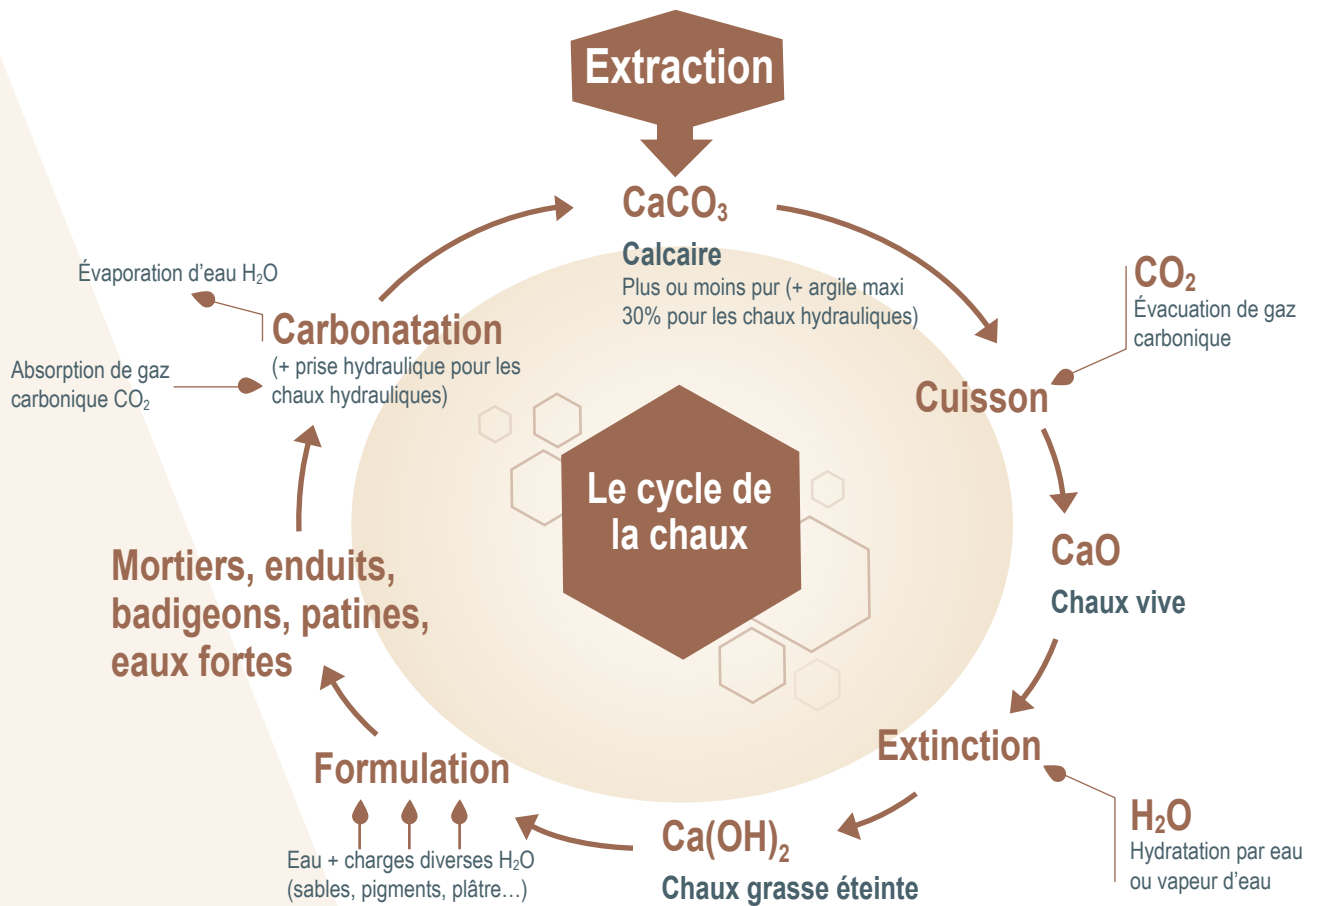 Extraction
CaCO₃
Calcaire
Plus ou moins pur (+ argile maxi
30% pour les chaux hydrauliques)
CO₂
Évacuation de gaz
carbonique
Cuisson
CaO
Chaux vive
Extinction
H₂O
Hydratation par eau
ou vapeur d’eau
Ca(OH)₂
Chaux grasse éteinte
Formulation
Eau + charges diverses H₂O
(sables, pigments, plâtre…)
Mortiers, enduits,
badigeons, patines,
eaux fortes
Carbonatation
(+ prise hydraulique pour les
chaux hydrauliques)
Évaporation d’eau H₂O
Absorption de gaz
carbonique CO₂
Le cycle de
la chaux